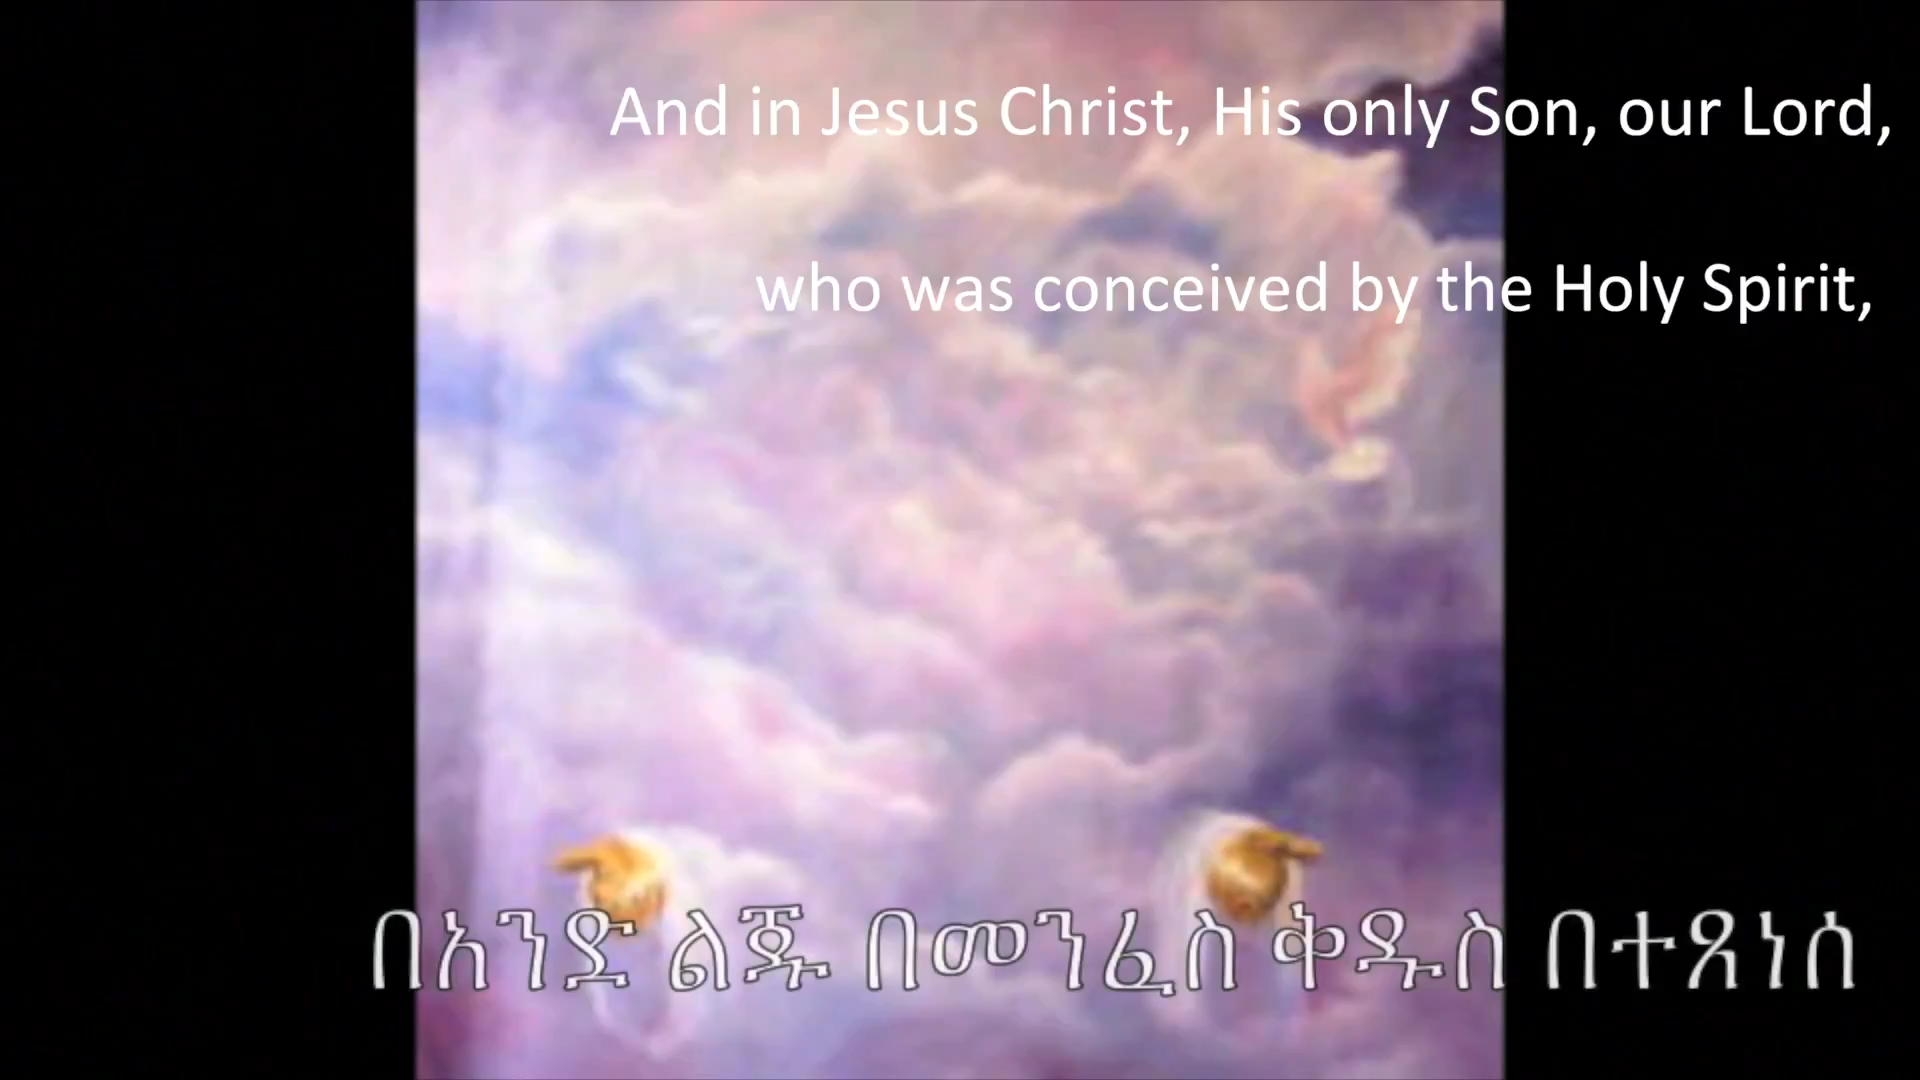 And in Jesus Christ, His only Son, our Lord,
who was conceived by the Holy Spirit,
በአንድ ልጁ በመንፈስ ቅዱስ በተጸነሰ